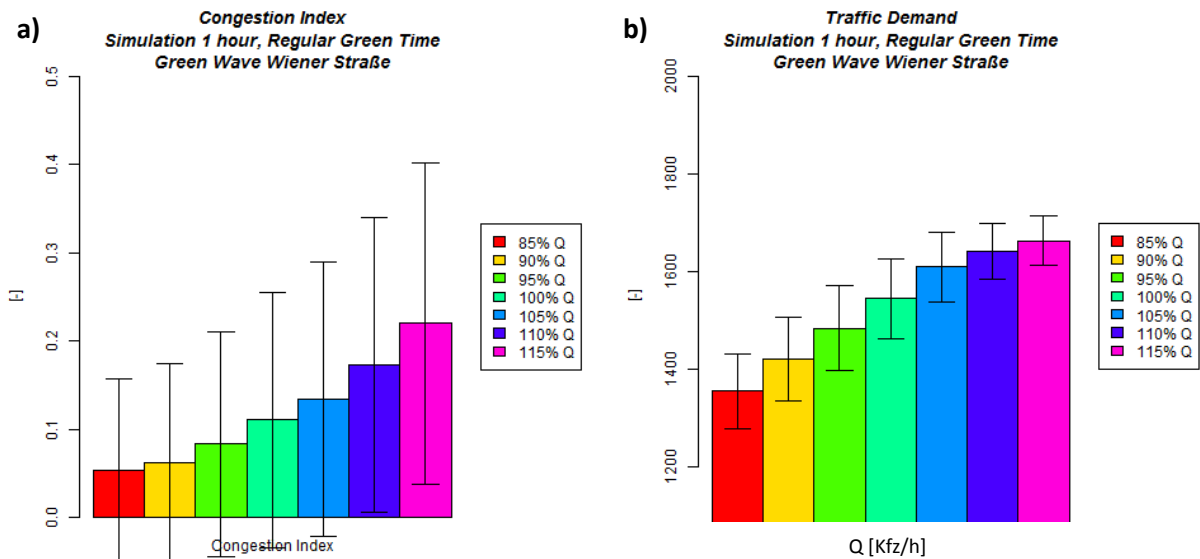 a)
Congestion Index
Simulation 1 hour, Regular Green Time
Green Wave Wiener Straße
0.5
0.4
0.3
0.2
0.1
0.0
[-]
85% Q
90% Q
95% Q
100% Q
105% Q
110% Q
115% Q
Congestion Index
b)
Traffic Demand
Simulation 1 hour, Regular Green Time
Green Wave Wiener Straße
2000
1800
1600
1400
1200
[-]
85% Q
90% Q
95% Q
100% Q
105% Q
110% Q
115% Q
Q [Kfz/h]